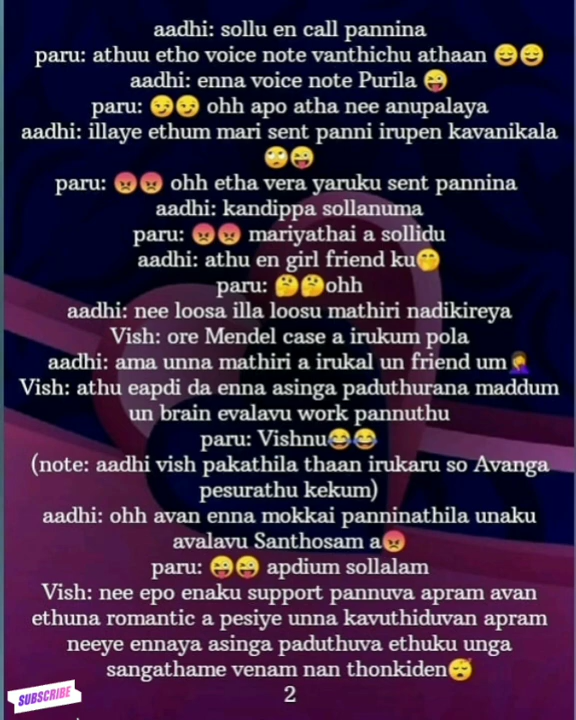 aadhi: sollu en call pannina
paru: athuu etho voice note vanthichu athaan 😌😌
aadhi: enna voice note Purila 😜
paru: 😏😏 ohh apo atha nee anupalaya
aadhi: illaye ethum mari sent panni irupen kavanikala
🙄😜
paru: 😡😡 ohh etha vera yaruku sent pannina
aadhi: kandippa sollanuma
paru: 😡😡 mariyathai a sollidu
aadhi: athu en girl friend ku🤭
paru: 🤔🤔ohh
aadhi: nee loosa illa loosu mathiri nadikireya
Vish: ore Mendel case a irukum pola
aadhi: ama unna mathiri a irukal un friend um🤦‍♀️
Vish: athu eapdi da enna asinga paduthurana maddum
un brain evalavu work pannuthu
paru: Vishnu😂😂
(note: aadhi vish pakathila thaan irukaru so Avanga
pesurathu kekum)
aadhi: ohh avan enna mokkai panninathila unaku
avalavu Santhosam a😡
paru: 😜😜 apdium sollalam
Vish: nee epo enaku support pannuva apram avan
ethuna romantic a pesiye unna kavuthiduvan apram
neeye ennaya asinga paduthuva ethuku unga
sangathame venam nan thonkiden😴
SUBSCRIBE
2